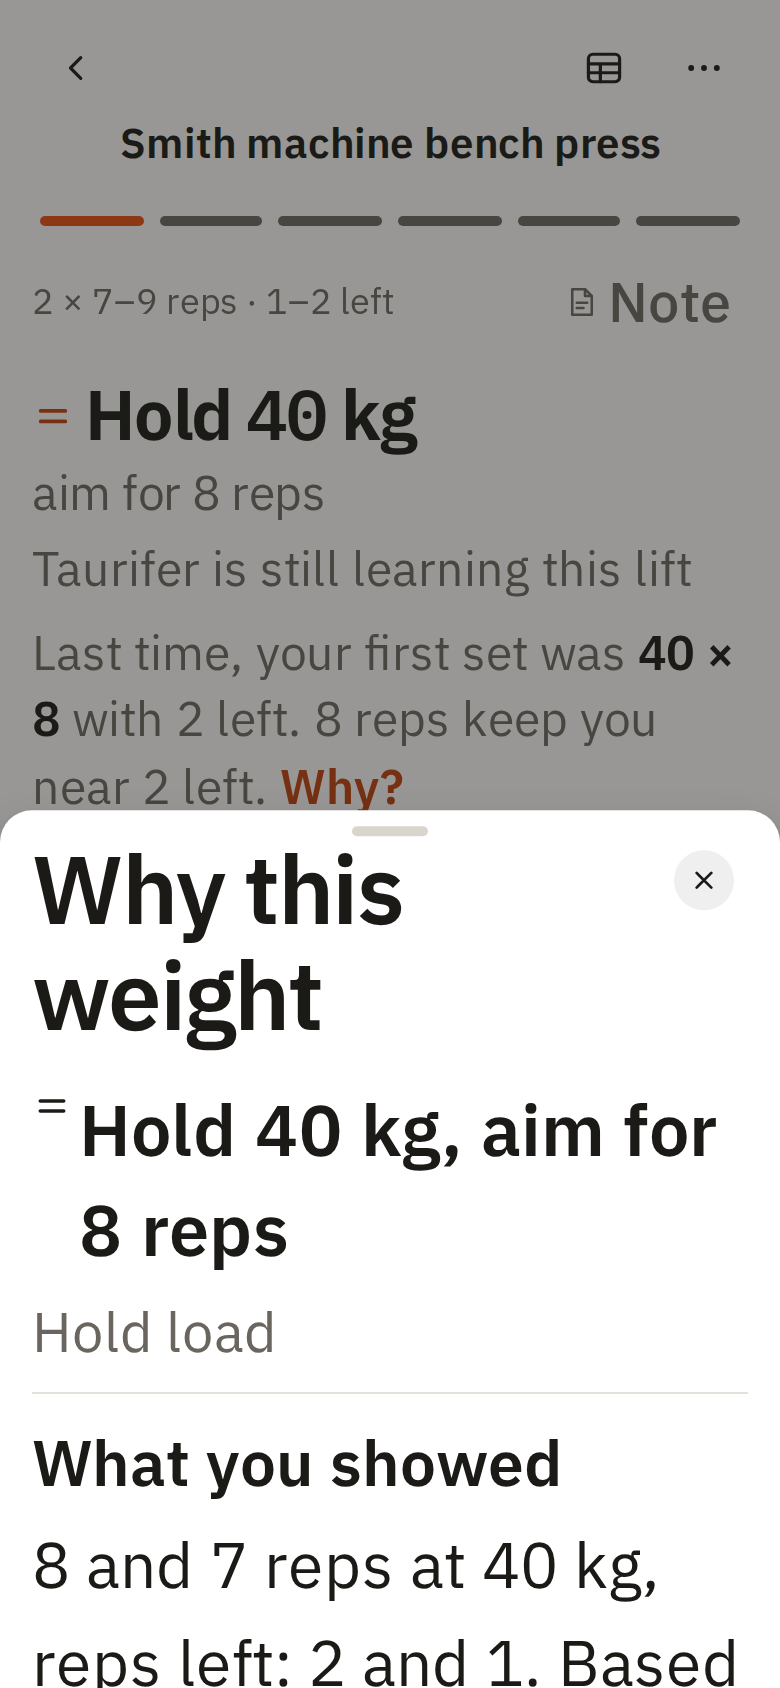 Smith machine bench press
2 × 7–9 reps · 1–2 left
Note
= Hold 40 kg
aim for 8 reps
Taurifer is still learning this lift
Last time, your first set was 40 ×
8 with 2 left. 8 reps keep you
near 2 left. Why?
Why this
weight
= Hold 40 kg, aim for
8 reps
Hold load
What you showed
8 and 7 reps at 40 kg,
reps left: 2 and 1. Based